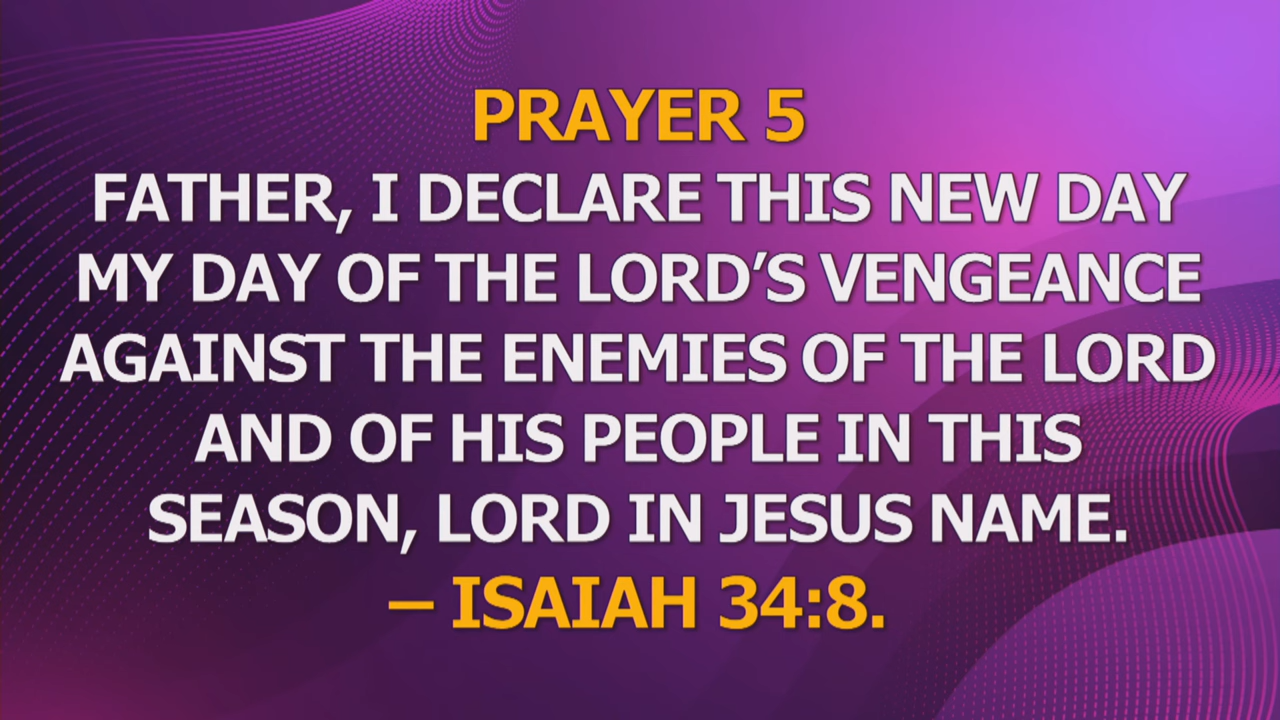 PRAYER 5
FATHER, I DECLARE THIS NEW DAY
MY DAY OF THE LORD’S VENGEANCE
AGAINST THE ENEMIES OF THE LORD
AND OF HIS PEOPLE IN THIS
SEASON, LORD IN JESUS NAME.
– ISAIAH 34:8.